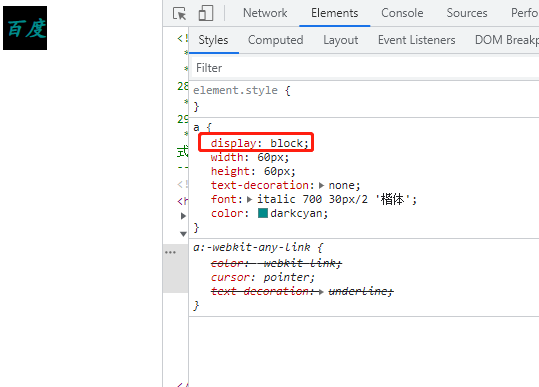 百度
Network
Elements
Console
Sources
Perfo
Styles
Computed
Layout
Event Listeners
DOM Breakp
Filter
<!
*
*
28
*
29
*
式
--
<!
<h
</
element.style {
}
a {
display: block;
width: 60px;
height: 60px;
text-decoration: none;
font: italic 700 30px/2 '楷体';
color: darkcyan;
}
a:-webkit-any-link {
color: -webkit-link;
cursor: pointer;
text-decoration: underline;
}